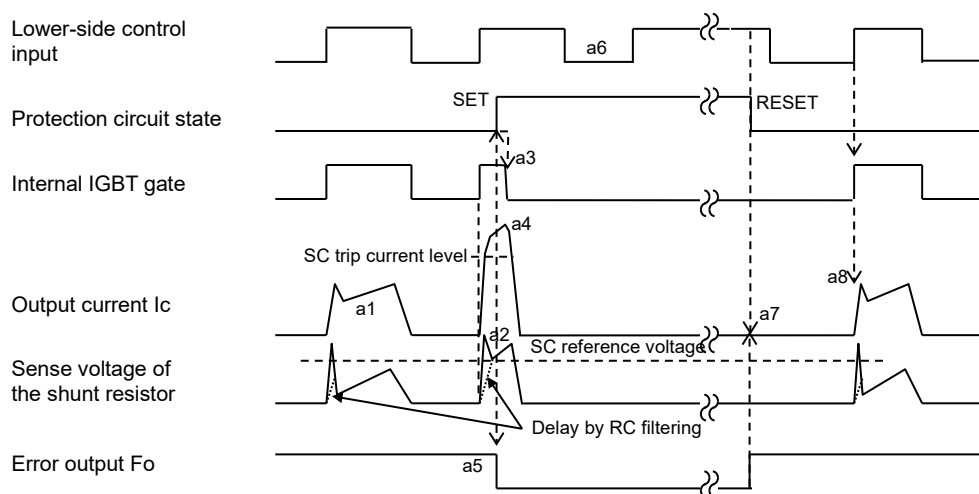 Lower-side control
input
a6
SET
RESET
Protection circuit state
a3
Internal IGBT gate
a4
SC trip current level
a8
Output current Ic
a1
a7
a2
SC reference voltage
Sense voltage of
the shunt resistor
Delay by RC filtering
Error output Fo
a5